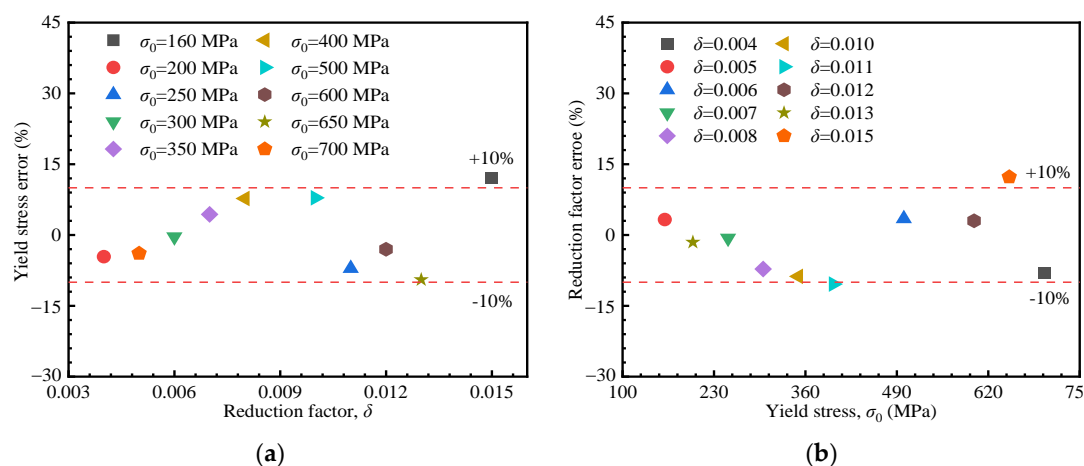 45
30
15
0
−15
−30
Yield stress error (%)
σ0=160 MPa
σ0=200 MPa
σ0=250 MPa
σ0=300 MPa
σ0=350 MPa
σ0=400 MPa
σ0=500 MPa
σ0=600 MPa
σ0=650 MPa
σ0=700 MPa
+10%
-10%
0.003 0.006 0.009 0.012 0.015
Reduction factor, δ
(a)
45
30
15
0
−15
−30
Reduction factor erroe (%)
δ=0.004
δ=0.005
δ=0.006
δ=0.007
δ=0.008
δ=0.010
δ=0.011
δ=0.012
δ=0.013
δ=0.015
+10%
-10%
100 230 360 490 620 75
Yield stress, σ0 (MPa)
(b)